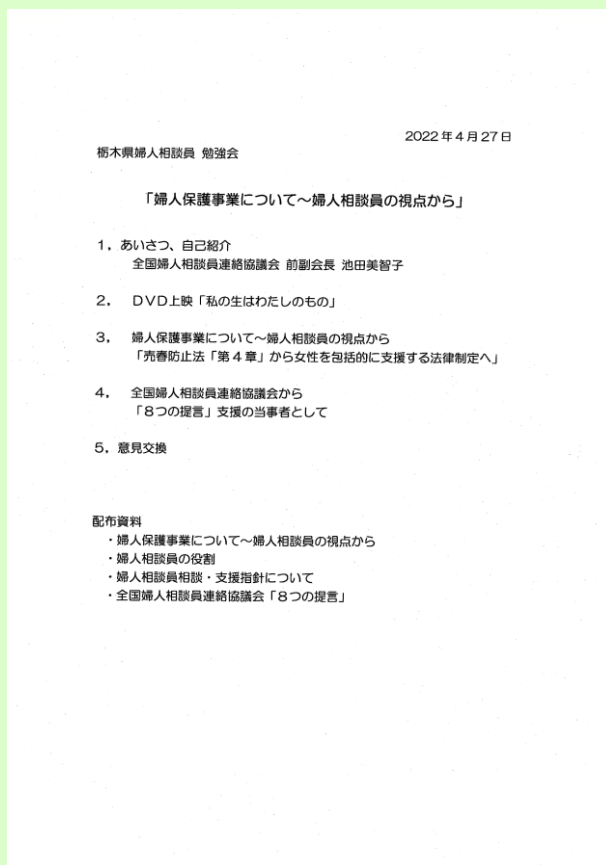 2022年4月27日
栃木県婦人相談員 勉強会
「婦人保護事業について～婦人相談員の視点から」
1．あいさつ、自己紹介
全国婦人相談員連絡協議会 前副会長 池田美智子
2． DVD上映「私の生はわたしのもの」
3． 婦人保護事業について～婦人相談員の視点から
「売春防止法「第4章」から女性を包括的に支援する法律制定へ」
4． 全国婦人相談員連絡協議会から
「8つの提言」支援の当事者として
5．意見交換
配布資料
・婦人保護事業について～婦人相談員の視点から
・婦人相談員の役割
・婦人相談員相談・支援指針について
・全国婦人相談員連絡協議会「8つの提言」